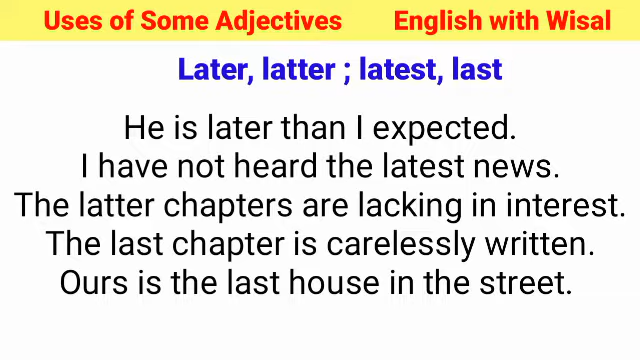 Uses of Some Adjectives English with Wisal
Later, latter ; latest, last
He is later than I expected.
I have not heard the latest news.
The latter chapters are lacking in interest.
The last chapter is carelessly written.
Ours is the last house in the street.